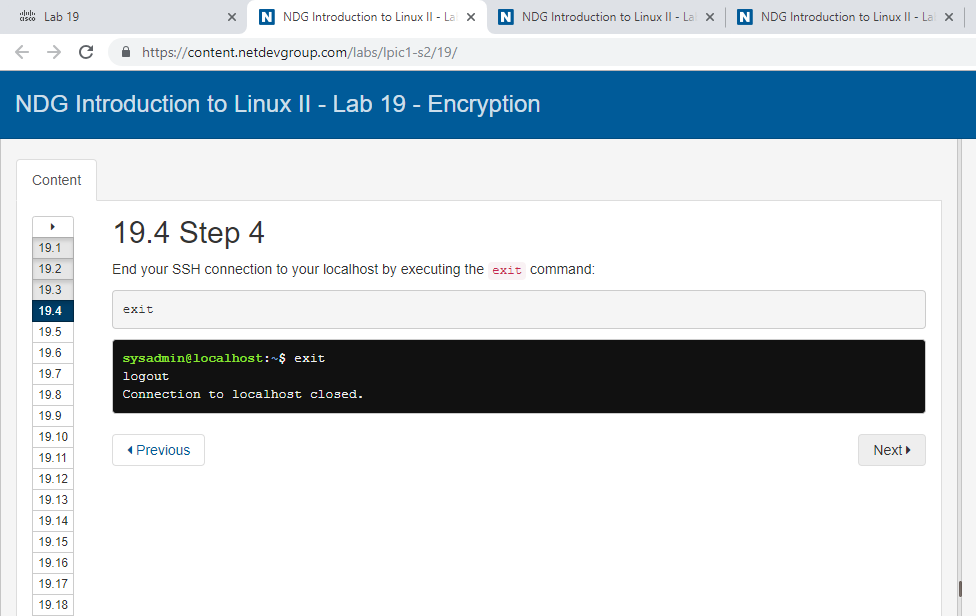 Lab 19
NDG Introduction to Linux II - La
NDG Introduction to Linux II - La
NDG Introduction to Linux II - La
https://content.netdevgroup.com/labs/lpic1-s2/19/
NDG Introduction to Linux II - Lab 19 - Encryption
Content
19.1
19.2
19.3
19.4
19.5
19.6
19.7
19.8
19.9
19.10
19.11
19.12
19.13
19.14
19.15
19.16
19.17
19.18
19.4 Step 4
End your SSH connection to your localhost by executing the exit command:
exit
sysadmin@localhost:~$ exit
logout
Connection to localhost closed.
Previous
Next